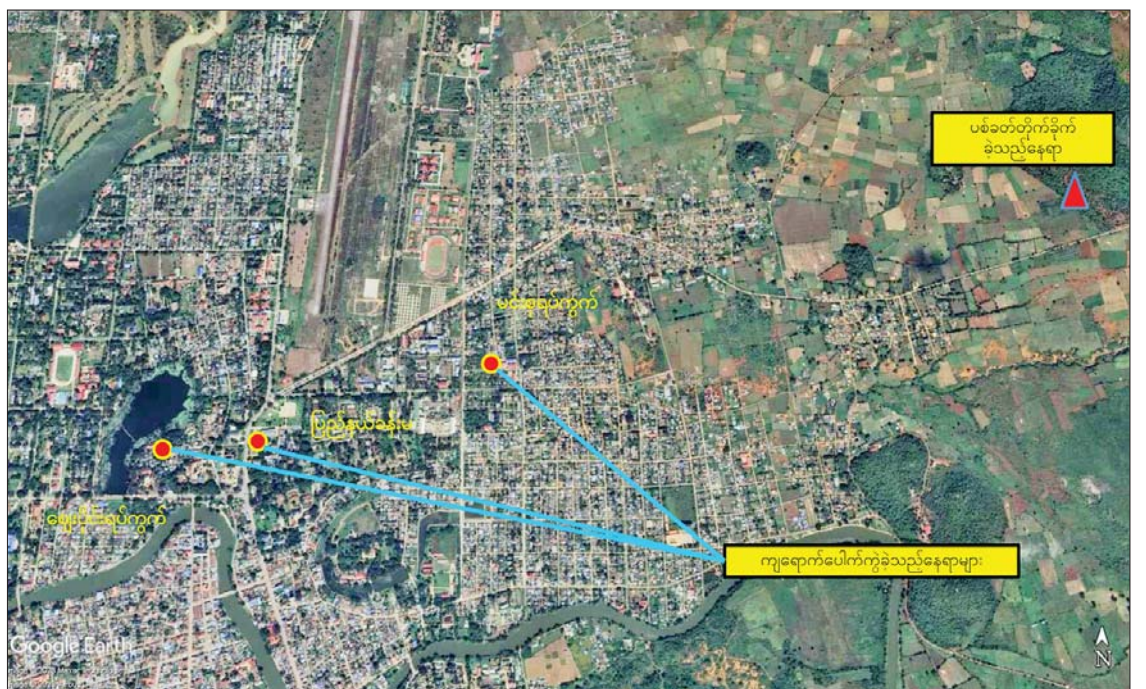 ပစ်ခတ်တိုက်ခိုက်
ခဲ့သည့်နေရာ
မင်းစုရပ်ကွက်
ပြည်နယ်ခန်းမ
ဈေးပိုင်းရပ်ကွက်
ကျရောက်ပေါက်ကွဲခဲ့သည့်နေရာများ
Google Earth
N